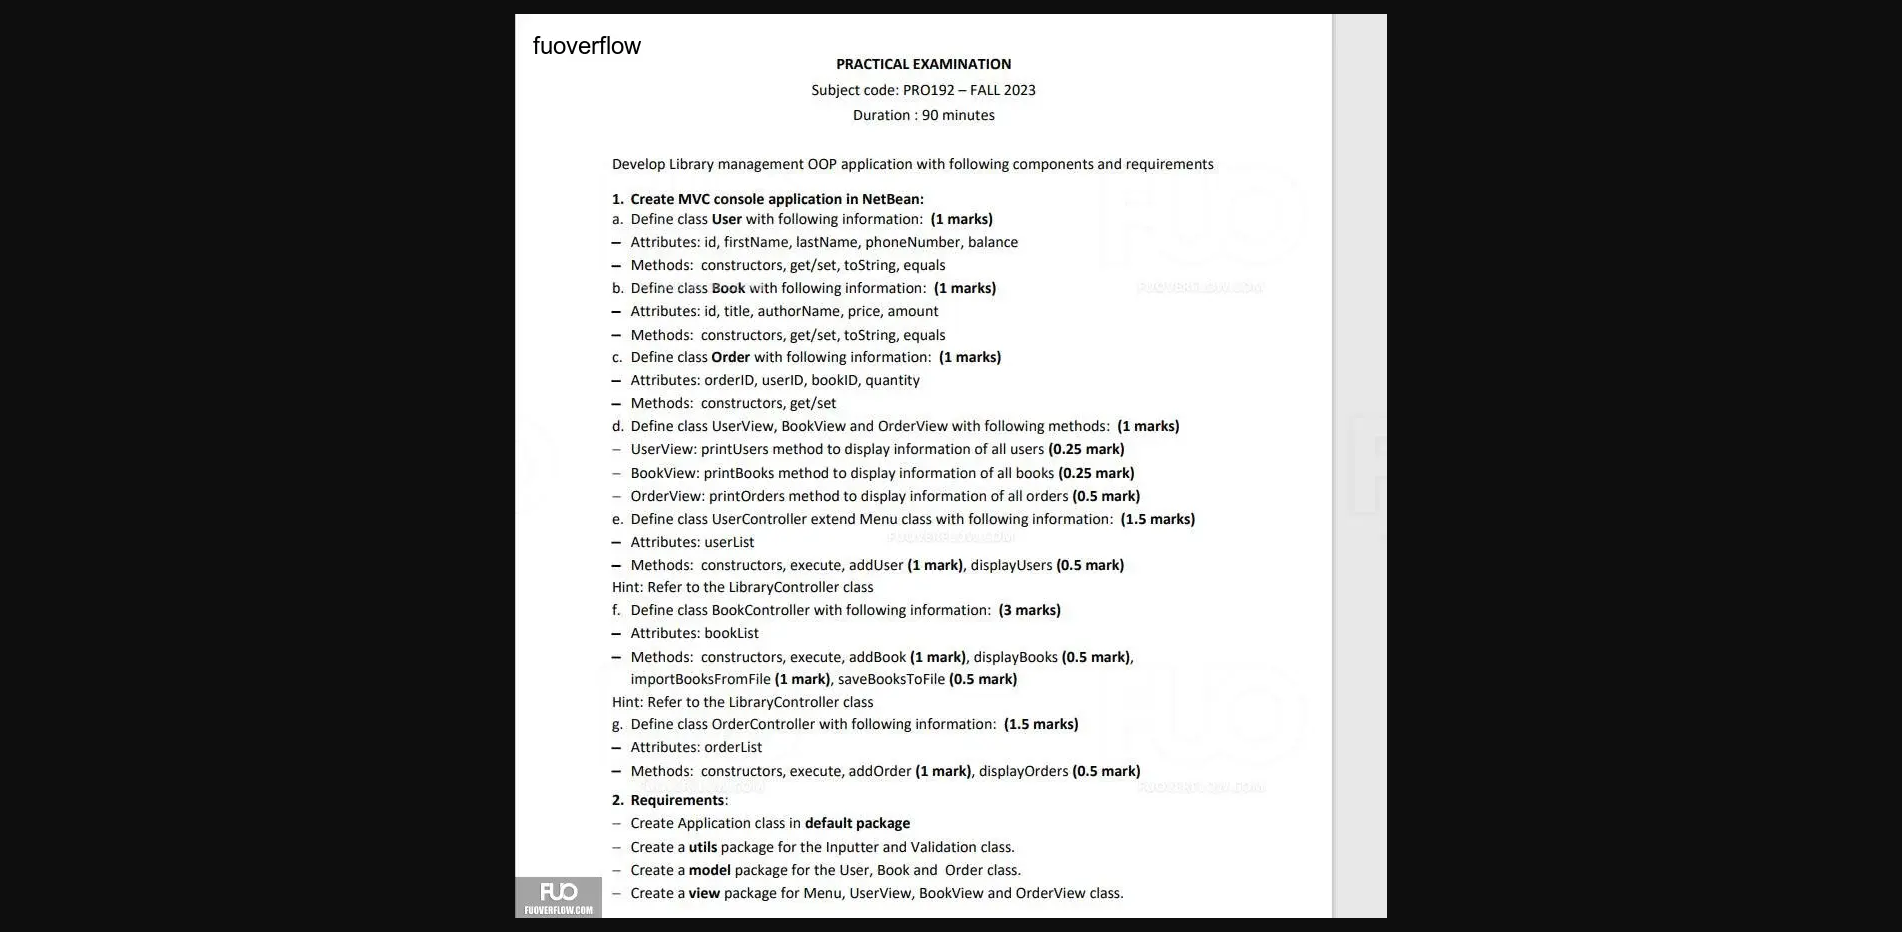 fuoverflow
PRACTICAL EXAMINATION
Subject code: PRO192 – FALL 2023
Duration : 90 minutes
Develop Library management OOP application with following components and requirements
1. Create MVC console application in NetBean:
a. Define class User with following information: (1 marks)
– Attributes: id, firstName, lastName, phoneNumber, balance
– Methods: constructors, get/set, toString, equals
b. Define class Book with following information: (1 marks)
FUOVERFLOW.COM
– Attributes: id, title, authorName, price, amount
– Methods: constructors, get/set, toString, equals
c. Define class Order with following information: (1 marks)
– Attributes: orderID, userID, bookID, quantity
– Methods: constructors, get/set
d. Define class UserView, BookView and OrderView with following methods: (1 marks)
– UserView: printUsers method to display information of all users (0.25 mark)
– BookView: printBooks method to display information of all books (0.25 mark)
– OrderView: printOrders method to display information of all orders (0.5 mark)
e. Define class UserController extend Menu class with following information: (1.5 marks)
FUOVERFLOW.COM
– Attributes: userList
– Methods: constructors, execute, addUser (1 mark), displayUsers (0.5 mark)
Hint: Refer to the LibraryController class
f. Define class BookController with following information: (3 marks)
– Attributes: bookList
– Methods: constructors, execute, addBook (1 mark), displayBooks (0.5 mark),
importBooksFromFile (1 mark), saveBooksToFile (0.5 mark)
Hint: Refer to the LibraryController class
g. Define class OrderController with following information: (1.5 marks)
– Attributes: orderList
– Methods: constructors, execute, addOrder (1 mark), displayOrders (0.5 mark)
FUOVERFLOW.COM
2. Requirements:
– Create Application class in default package
– Create a utils package for the Inputter and Validation class.
– Create a model package for the User, Book and Order class.
– Create a view package for Menu, UserView, BookView and OrderView class.
FUO
FUOVERFLOW.COM